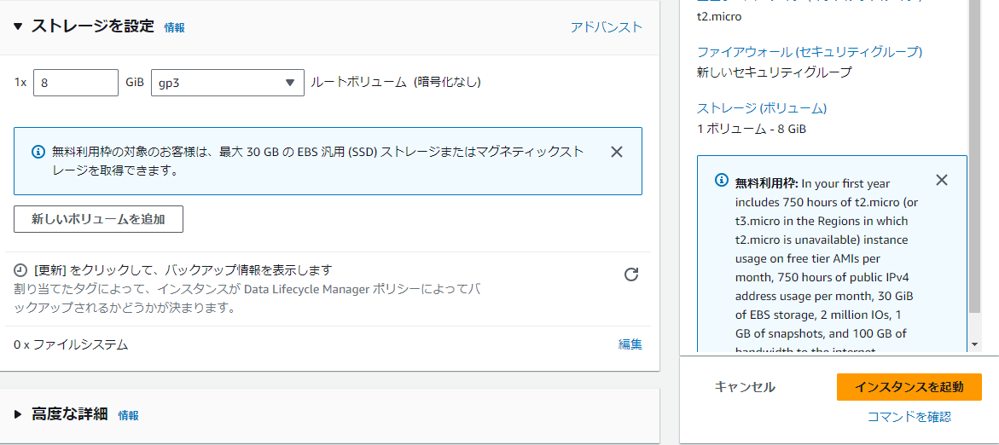 ストレージを設定 情報 アドバンスト
1x 8 GiB gp3 ルートボリューム (暗号化なし)
無料利用枠の対象のお客様は、最大 30 GB の EBS 汎用 (SSD) ストレージまたはマグネティックスト
レージを取得できます。
新しいボリュームを追加
[更新] をクリックして、バックアップ情報を表示します
割り当てたタグによって、インスタンスが Data Lifecycle Manager ポリシーによってバ
ックアップされるかどうかが決まります。
0 x ファイルシステム 編集
高度な詳細 情報
t2.micro
ファイアウォール (セキュリティグループ)
新しいセキュリティグループ
ストレージ (ボリューム)
1 ボリューム - 8 GiB
無料利用枠: In your first year
includes 750 hours of t2.micro (or
t3.micro in the Regions in which
t2.micro is unavailable) instance
usage on free tier AMIs per
month, 750 hours of public IPv4
address usage per month, 30 GiB
of EBS storage, 2 million IOs, 1
GB of snapshots, and 100 GB of
bandwidth to the internet
キャンセル インスタンスを起動
コマンドを確認